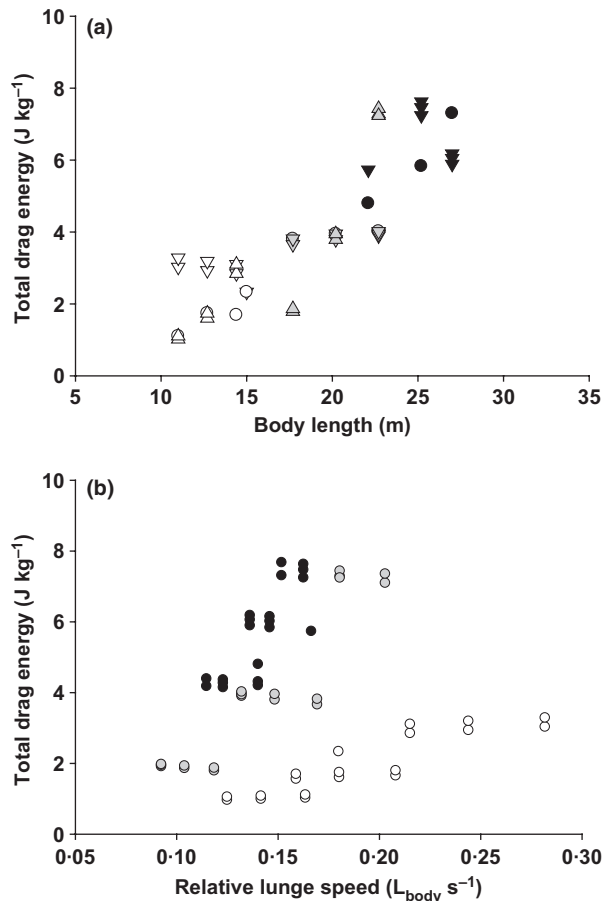 (a)
Total drag energy (J kg⁻¹)
10
8
6
4
2
0
5 10 15 20 25 30 35
Body length (m)
(b)
Total drag energy (J kg⁻¹)
10
8
6
4
2
0
0·05 0·10 0·15 0·20 0·25 0·30
Relative lunge speed (L_body s⁻¹)